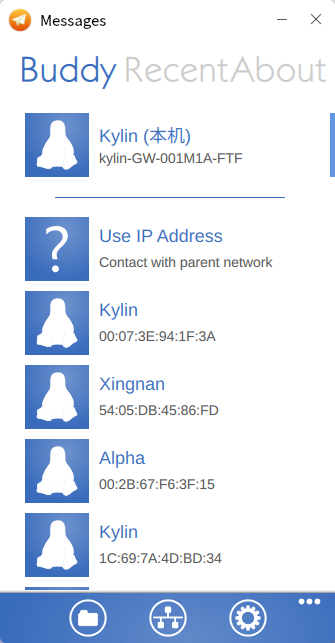 Messages
Buddy Recent About
Kylin (本机)
kylin-GW-001M1A-FTF
Use IP Address
Contact with parent network
Kylin
00:07:3E:94:1F:3A
Xingnan
54:05:DB:45:86:FD
Alpha
00:2B:67:F6:3F:15
Kylin
1C:69:7A:4D:BD:34